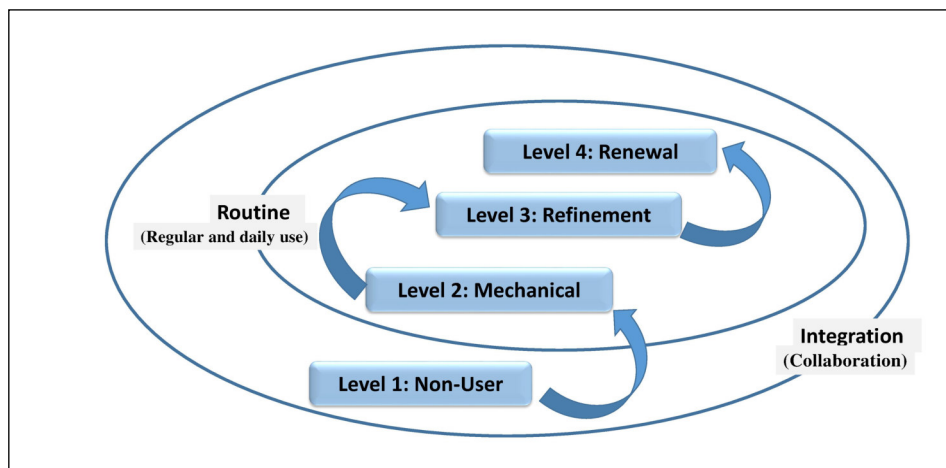 Level 4: Renewal
Routine
(Regular and daily use)
Level 3: Refinement
Level 2: Mechanical
Integration
(Collaboration)
Level 1: Non-User